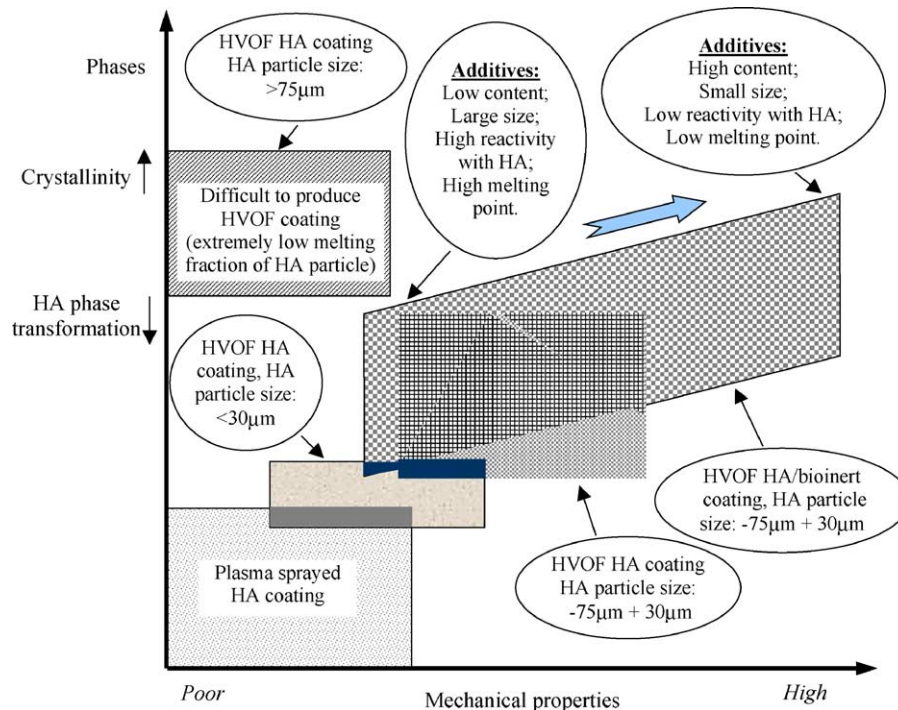 Phases
Crystallinity
HA phase
transformation
HVOF HA coating
HA particle size:
>75μm
Additives:
Low content;
Large size;
High reactivity
with HA;
High melting
point.
Additives:
High content;
Small size;
Low reactivity with HA;
Low melting point.
Difficult to produce
HVOF coating
(extremely low melting
fraction of HA particle)
HVOF HA
coating, HA
particle size:
<30μm
HVOF HA/bioinert
coating, HA particle
size: -75μm + 30μm
HVOF HA coating
HA particle size:
-75μm + 30μm
Plasma sprayed
HA coating
Poor
Mechanical properties
High